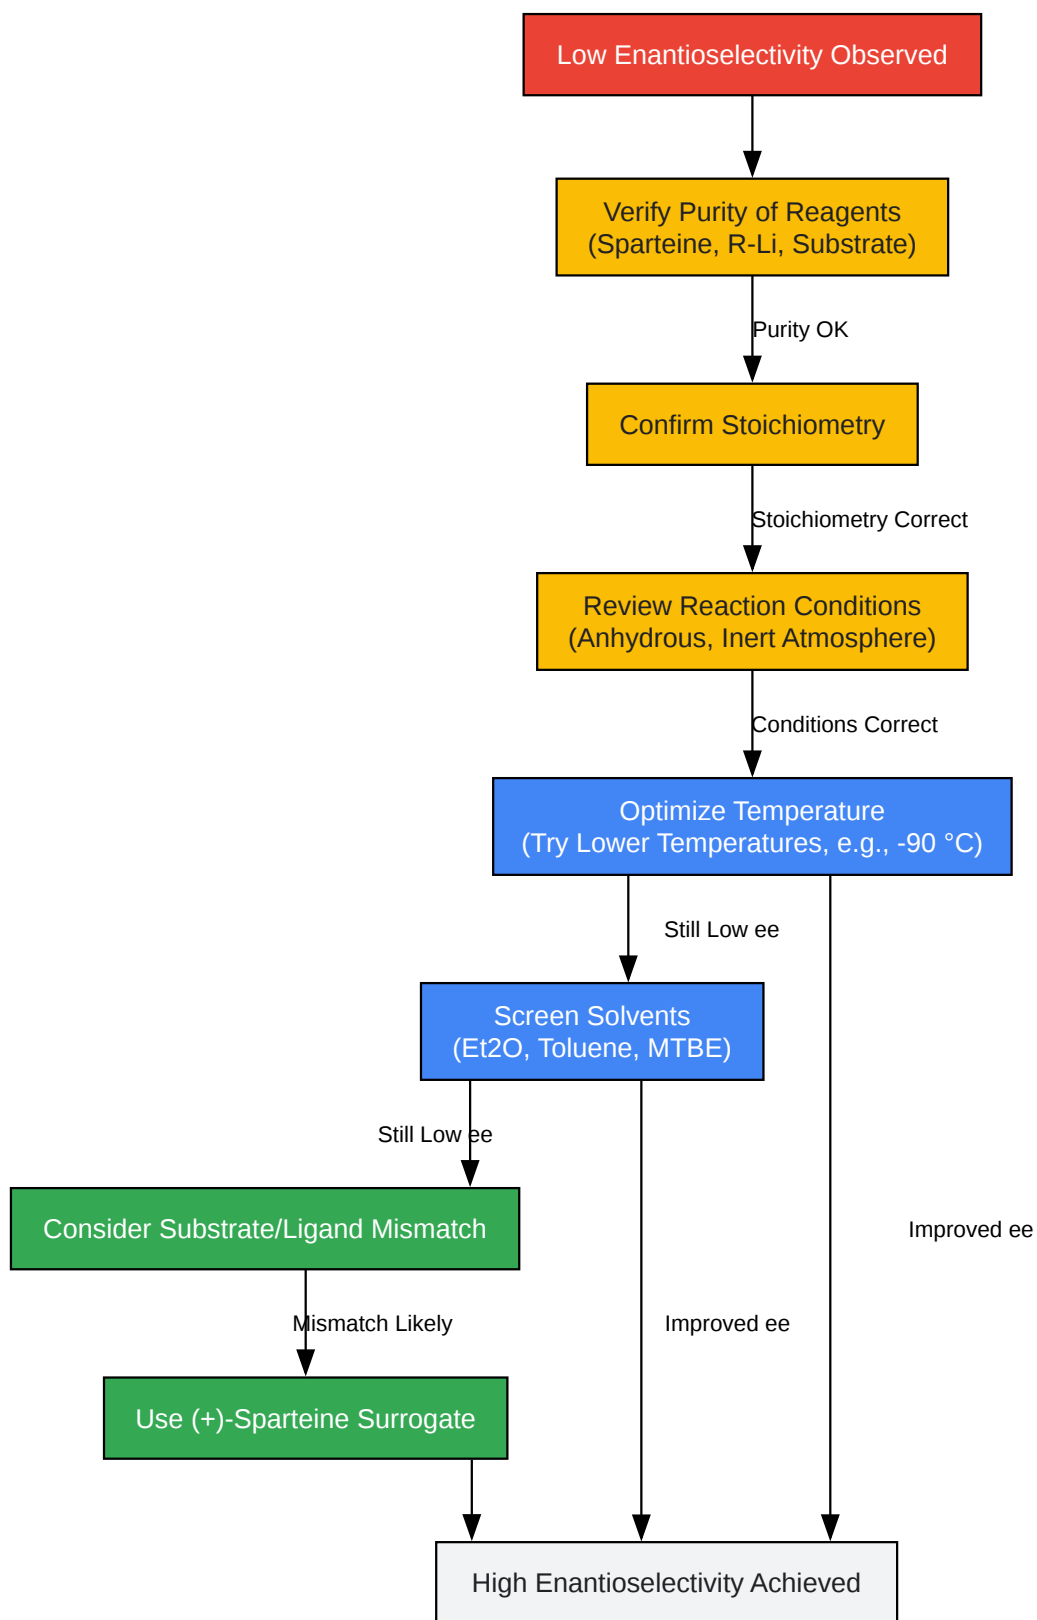 Low Enantioselectivity Observed
Verify Purity of Reagents
(Sparteine, R-Li, Substrate)
Purity OK
Confirm Stoichiometry
Stoichiometry Correct
Review Reaction Conditions
(Anhydrous, Inert Atmosphere)
Conditions Correct
Optimize Temperature
(Try Lower Temperatures, e.g., -90 °C)
Still Low ee
Screen Solvents
(Et2O, Toluene, MTBE)
Still Low ee
Consider Substrate/Ligand Mismatch
Improved ee
Mismatch Likely
Improved ee
Use (+)-Sparteine Surrogate
High Enantioselectivity Achieved